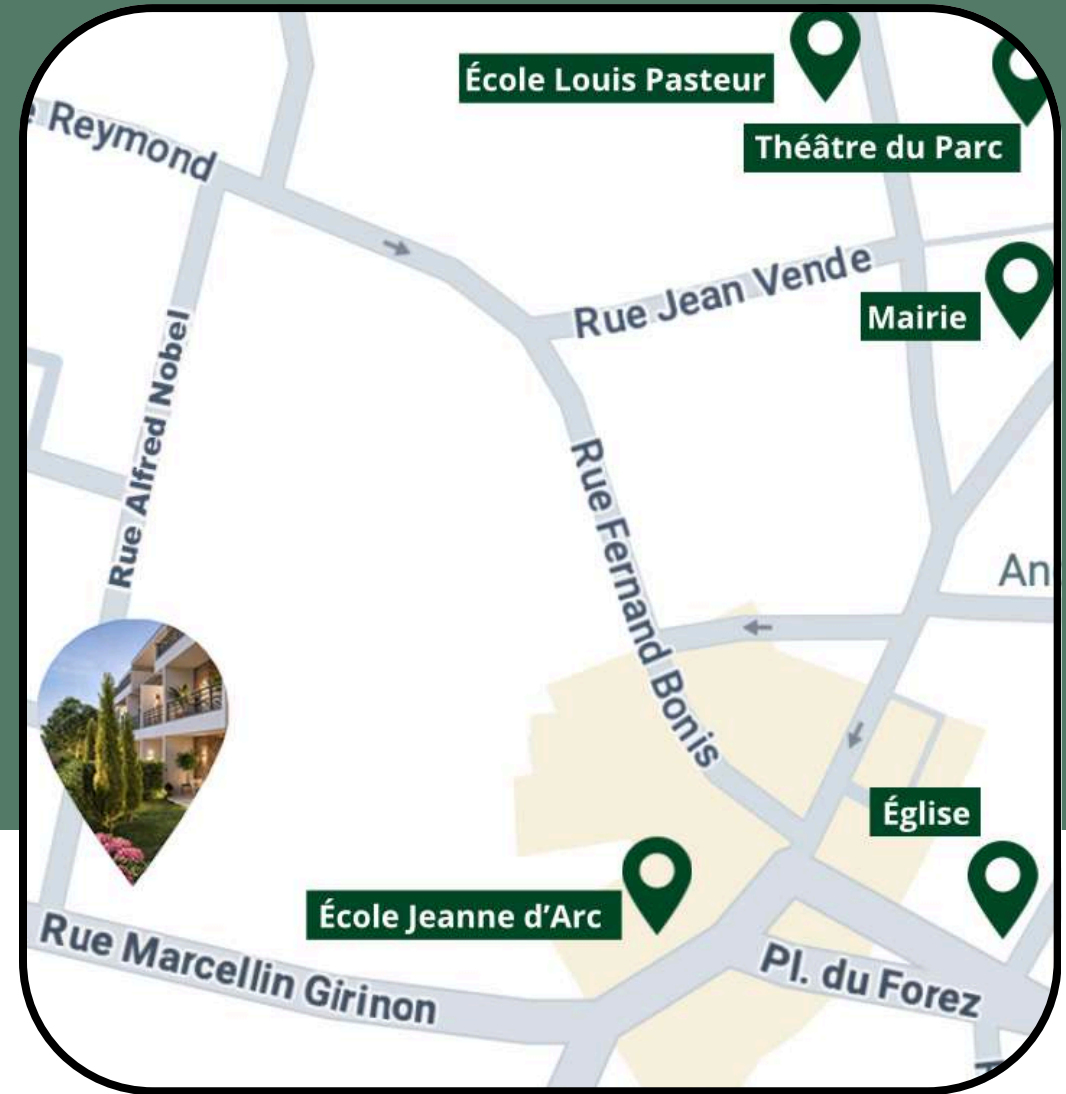 École Louis Pasteur
Reymond
Théâtre du Parc
Rue Jean Vende
Mairie
Rue Alfred Nobel
Rue Fernand Bonis
Église
École Jeanne d’Arc
Rue Marcellin Girinon
Pl. du Forez